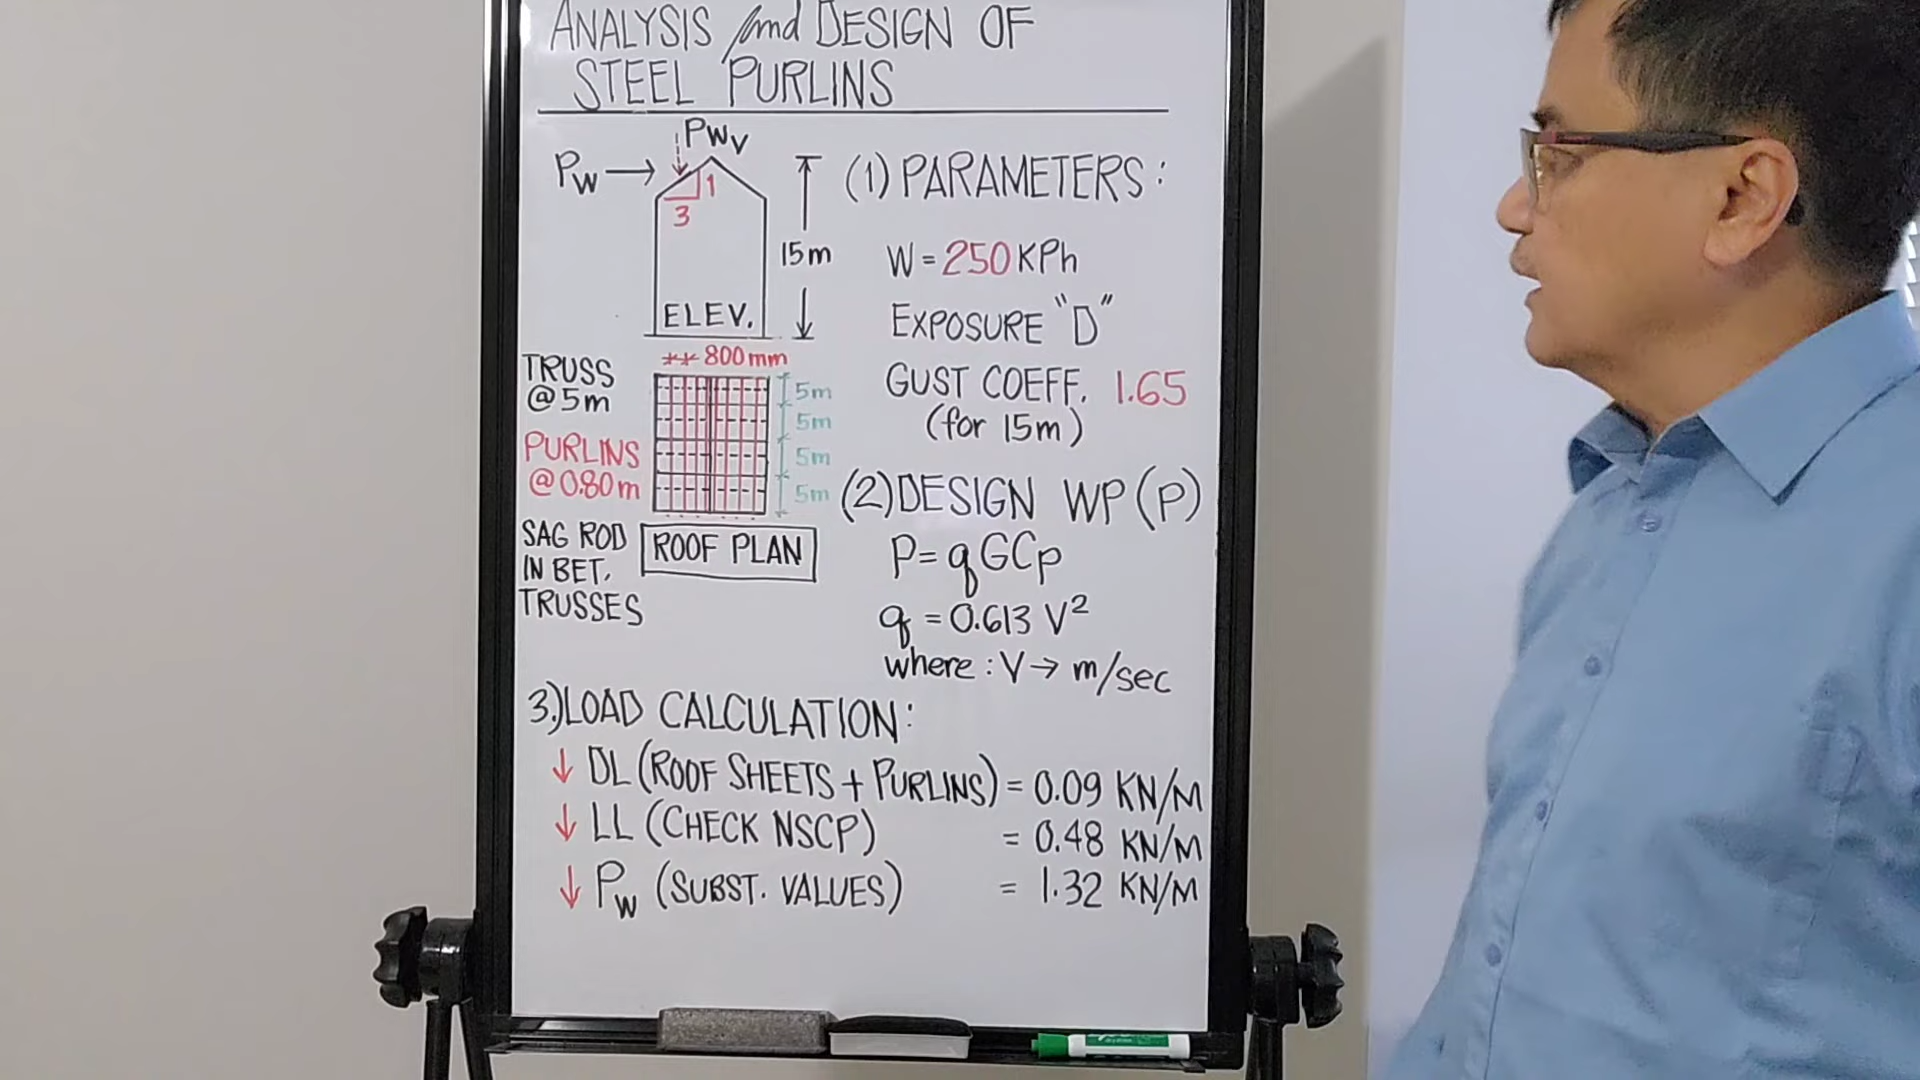 ANALYSIS and DESIGN OF
STEEL PURLINS
PWV
PW
1
3
15m
ELEV.
800mm
TRUSS
@ 5m
5m
5m
5m
5m
PURLINS
@ 0.80m
SAG ROD
IN BET.
TRUSSES
ROOF PLAN
(1) PARAMETERS:
W = 250 KPh
EXPOSURE "D"
GUST COEFF. 1.65
(for 15m)
(2) DESIGN WP (P)
P = qGCp
q = 0.613 V²
where : V → m/sec
3.) LOAD CALCULATION:
↓ DL (ROOF SHEETS + PURLINS) = 0.09 KN/M
↓ LL (CHECK NSCP) = 0.48 KN/M
↓ PW (SUBST. VALUES) = 1.32 KN/M